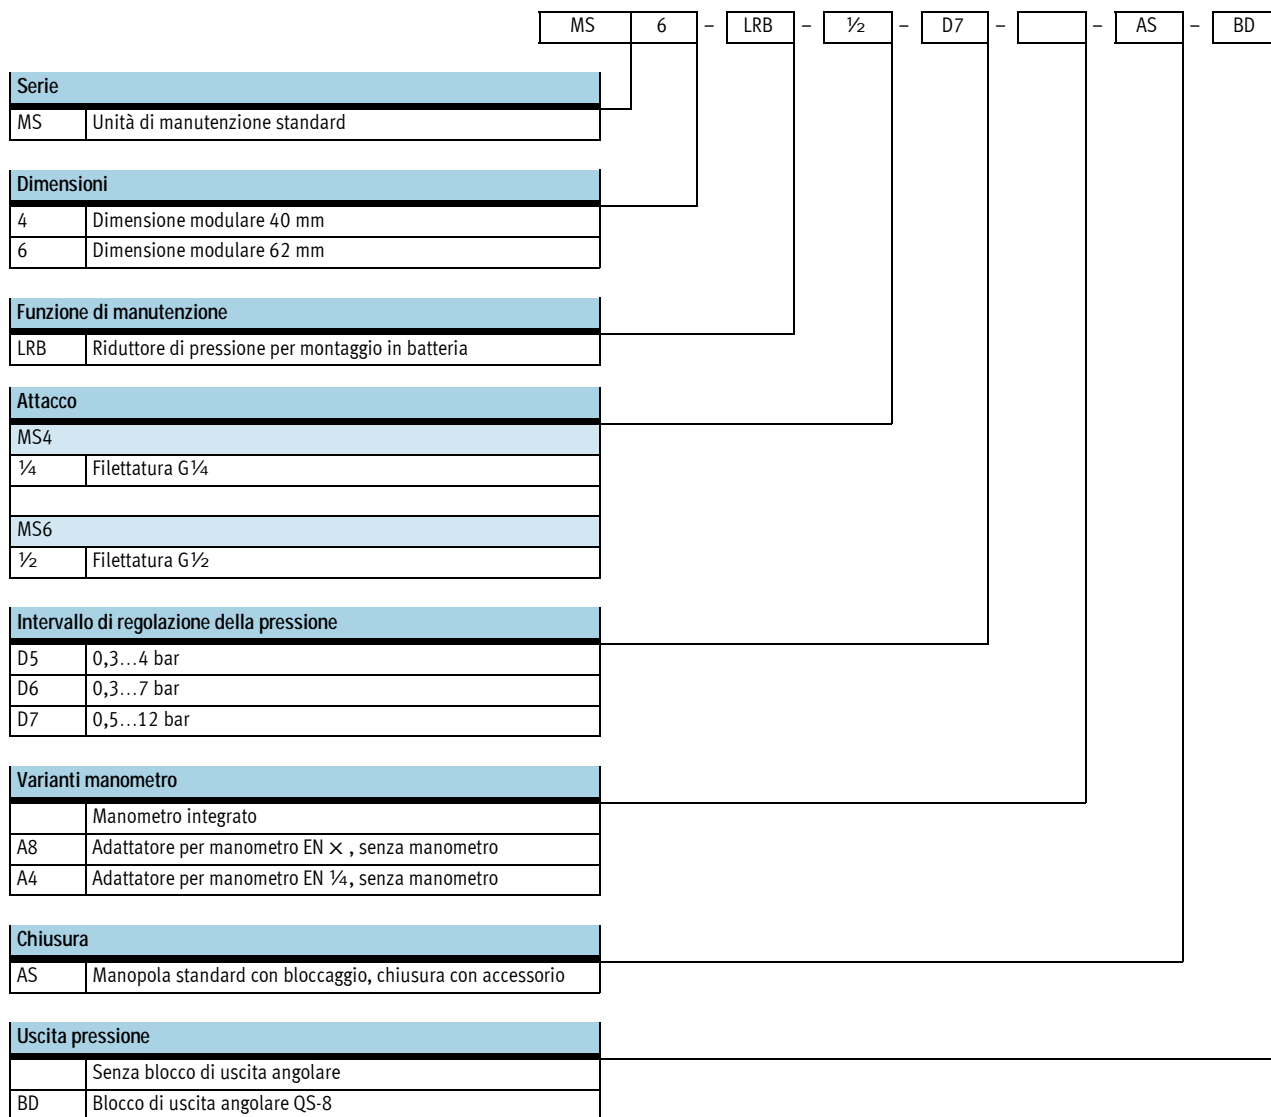 MS 6 – LRB – ½ – D7 – – AS – BD
Serie
MS Unità di manutenzione standard
Dimensioni
4 Dimensione modulare 40 mm
6 Dimensione modulare 62 mm
Funzione di manutenzione
LRB Riduttore di pressione per montaggio in batteria
Attacco
MS4
¼ Filettatura G¼
MS6
½ Filettatura G½
Intervallo di regolazione della pressione
D5 0,3…4 bar
D6 0,3…7 bar
D7 0,5…12 bar
Varianti manometro
Manometro integrato
A8 Adattatore per manometro EN × , senza manometro
A4 Adattatore per manometro EN ¼, senza manometro
Chiusura
AS Manopola standard con bloccaggio, chiusura con accessorio
Uscita pressione
Senza blocco di uscita angolare
BD Blocco di uscita angolare QS-8